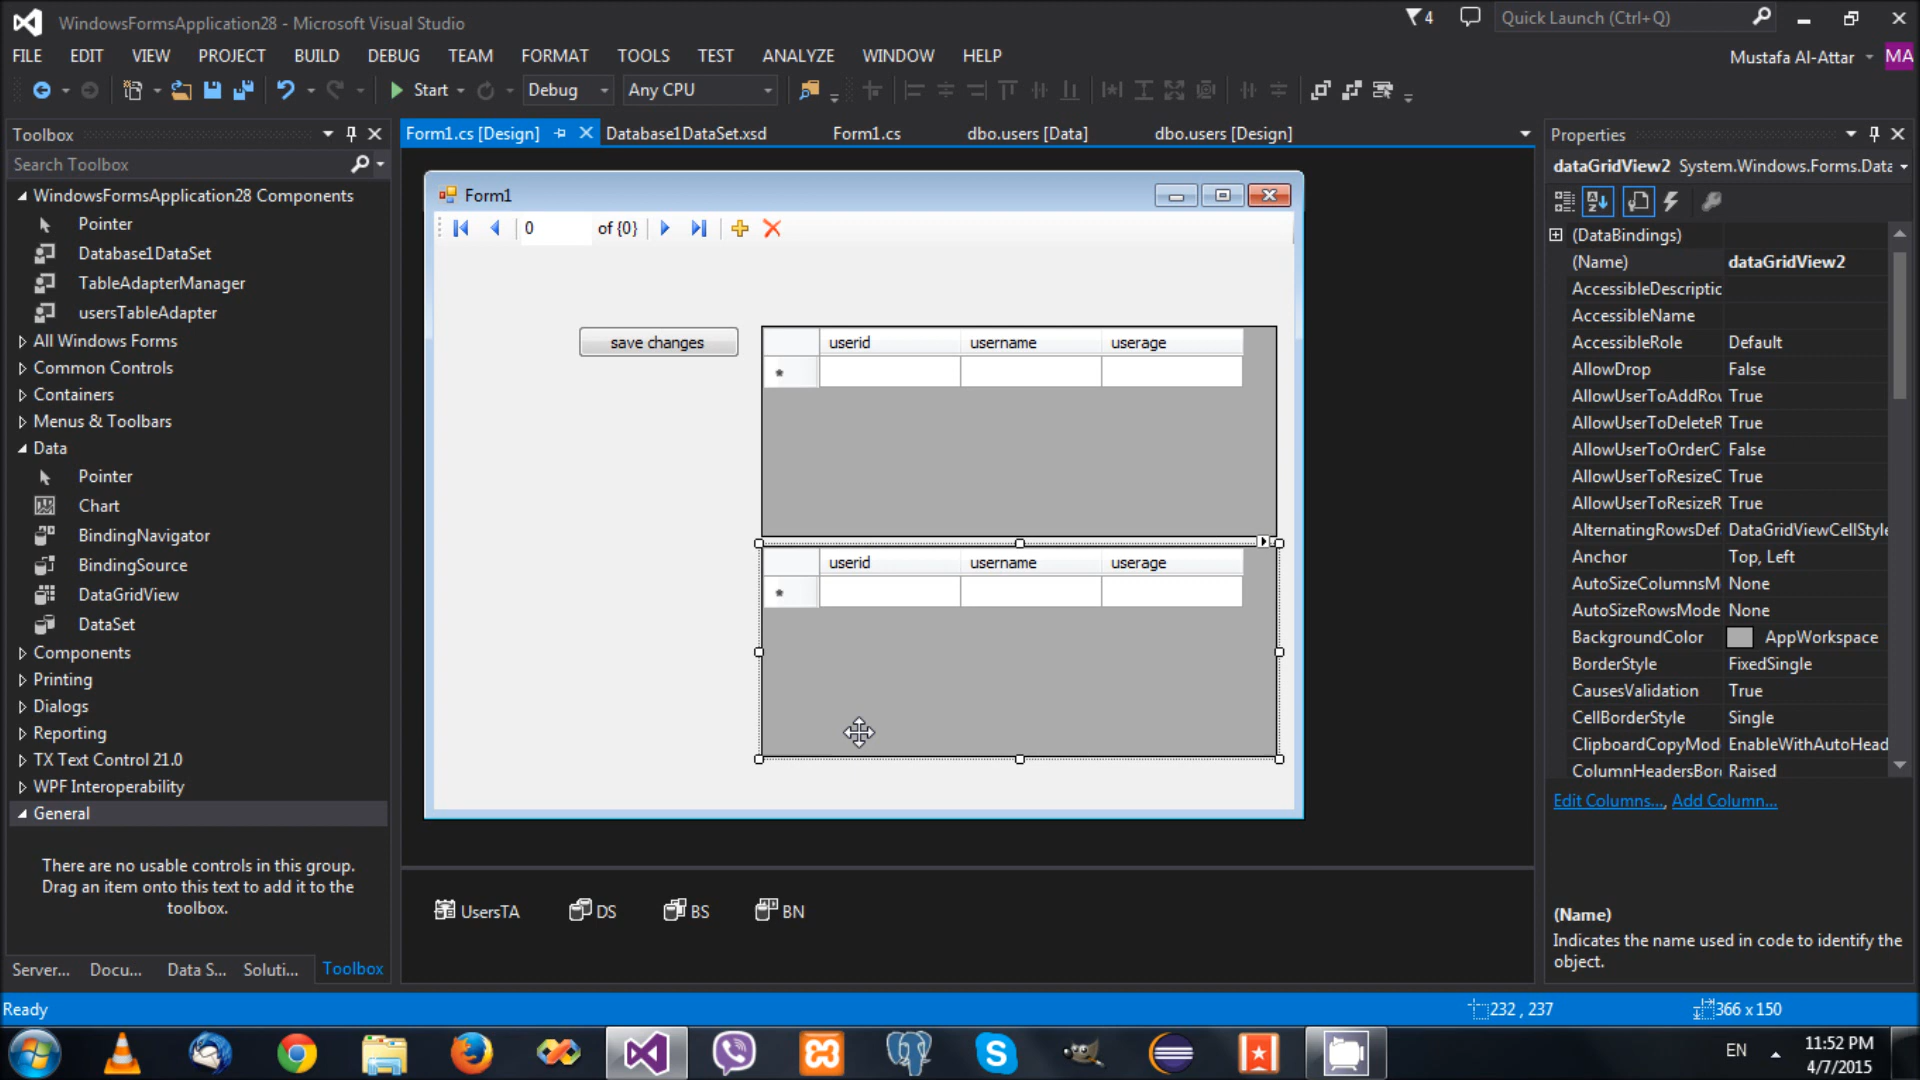 WindowsFormsApplication28 - Microsoft Visual Studio
4
Quick Launch (Ctrl+Q)
FILE EDIT VIEW PROJECT BUILD DEBUG TEAM FORMAT TOOLS TEST ANALYZE WINDOW HELP
Mustafa Al-Attar
MA
Start
Debug
Any CPU
Toolbox
Search Toolbox
WindowsFormsApplication28 Components
Pointer
Database1DataSet
TableAdapterManager
usersTableAdapter
All Windows Forms
Common Controls
Containers
Menus & Toolbars
Data
Pointer
Chart
BindingNavigator
BindingSource
DataGridView
DataSet
Components
Printing
Dialogs
Reporting
TX Text Control 21.0
WPF Interoperability
General
There are no usable controls in this group.
Drag an item onto this text to add it to the
toolbox.
Server... Docu... Data S... Soluti... Toolbox
Form1.cs [Design] Database1DataSet.xsd Form1.cs dbo.users [Data] dbo.users [Design]
Form1
0 of {0}
save changes
userid username userage
*
userid username userage
*
UsersTA DS BS BN
Properties
dataGridView2 System.Windows.Forms.Data
(DataBindings)
(Name) dataGridView2
AccessibleDescriptic
AccessibleName
AccessibleRole Default
AllowDrop False
AllowUserToAddRov True
AllowUserToDeleteR True
AllowUserToOrderC False
AllowUserToResizeC True
AllowUserToResizeR True
AlternatingRowsDef DataGridViewCellStyle
Anchor Top, Left
AutoSizeColumnsM None
AutoSizeRowsMode None
BackgroundColor AppWorkspace
BorderStyle FixedSingle
CausesValidation True
CellBorderStyle Single
ClipboardCopyMod EnableWithAutoHead
ColumnHeadersBor Raised
Edit Columns..., Add Column...
(Name)
Indicates the name used in code to identify the
object.
Ready
232 , 237
366 x 150
EN
11:52 PM
4/7/2015